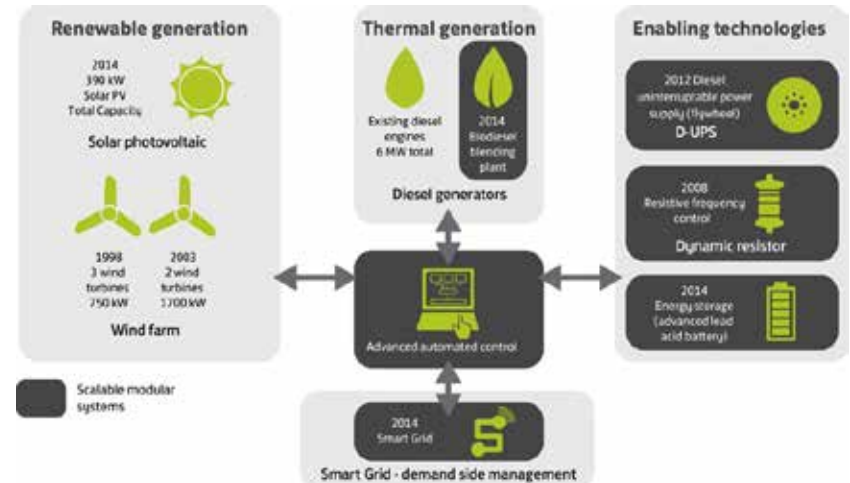 Renewable generation
2014
390 kW
Solar PV
Total Capacity
Solar photovoltaic
1998
3 wind
turbines
750 kW
2003
2 wind
turbines
1700 kW
Wind farm
Thermal generation
Existing diesel
engines
6 MW total
2014
Biodiesel
blending
plant
Diesel generators
Enabling technologies
2012 Diesel
uninterruptable power
supply (flywheel)
D-UPS
2008
Resistive frequency
control
Dynamic resistor
2014
Energy storage
(advanced lead
acid battery)
Advanced automated control
Scalable modular
systems
2014
Smart Grid
Smart Grid - demand side management